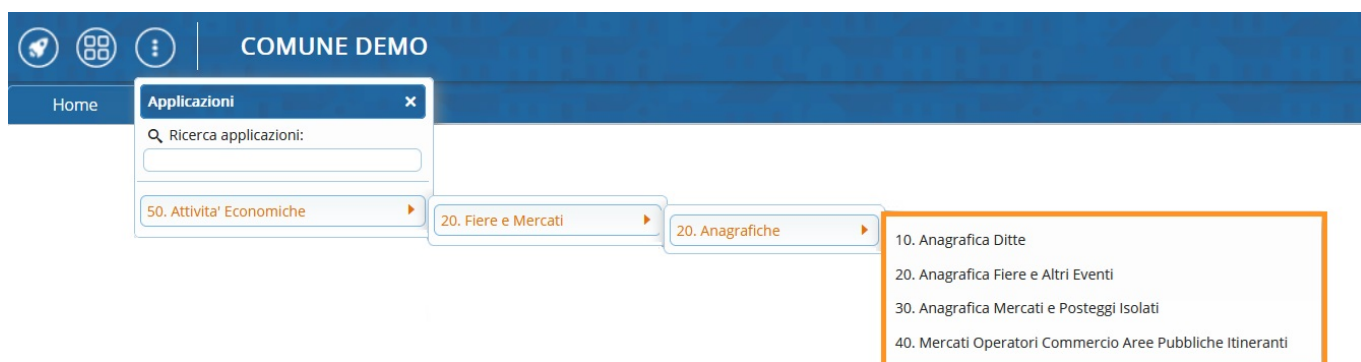 COMUNE DEMO
Home
Applicazioni
Ricerca applicazioni:
50. Attivita' Economiche
20. Fiere e Mercati
20. Anagrafiche
10. Anagrafica Ditte
20. Anagrafica Fiere e Altri Eventi
30. Anagrafica Mercati e Posteggi Isolati
40. Mercati Operatori Commercio Aree Pubbliche Itineranti